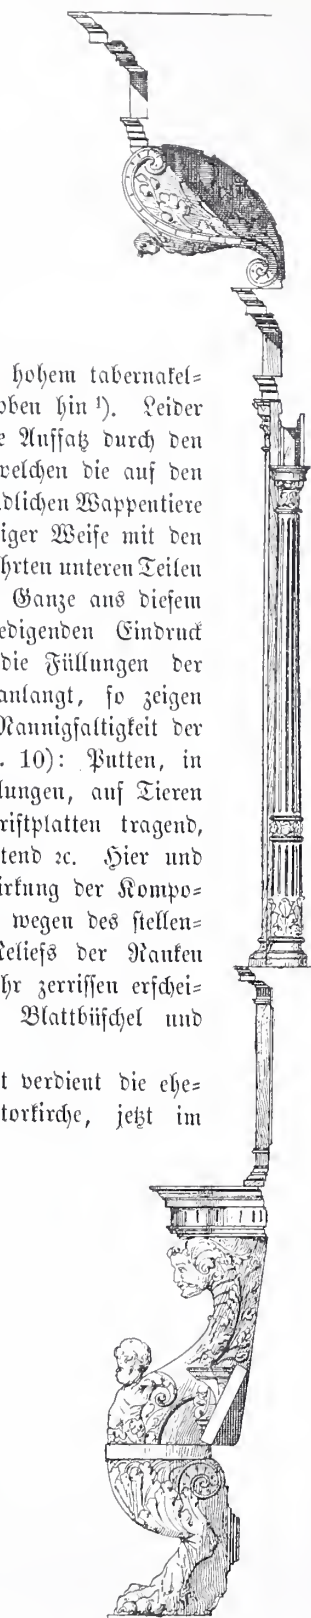 hohem tabernakel=
oben hin ¹). Leider
e Aufsatz durch den
welchen die auf den
dlichen Wappentiere
iger Weise mit den
hrten unteren Teilen
Ganze aus diesem
edigenden Eindruck
die Füllungen der
anlangt, so zeigen
Mannigfaltigkeit der
. 10): Putten, in
lungen, auf Tieren
riftplatten tragend,
tend ꝛc. Hier und
irkung der Kompo=
wegen des stellen=
Reliefs der Ranken
hr zerrissen erschei=
Blattbüschel und
t verdient die ehe=
torkirche, jetzt im